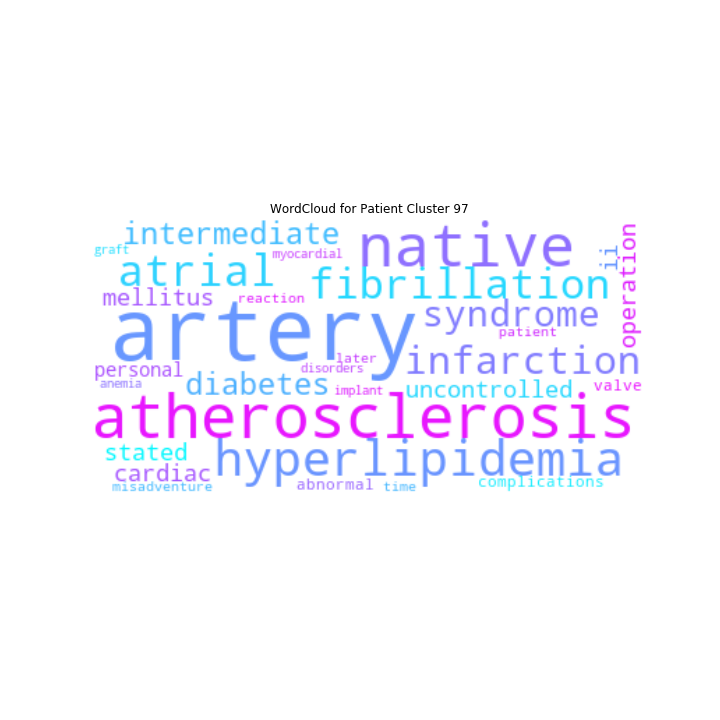 WordCloud for Patient Cluster 97
intermediate
native
operation
graft
myocardial
ii
atrial
fibrillation
mellitus
reaction
artery
syndrome
patient
personal
later
disorders
infarction
anemia
diabetes
implant
uncontrolled
valve
atherosclerosis
stated
hyperlipidemia
cardiac
misadventure
abnormal
time
complications